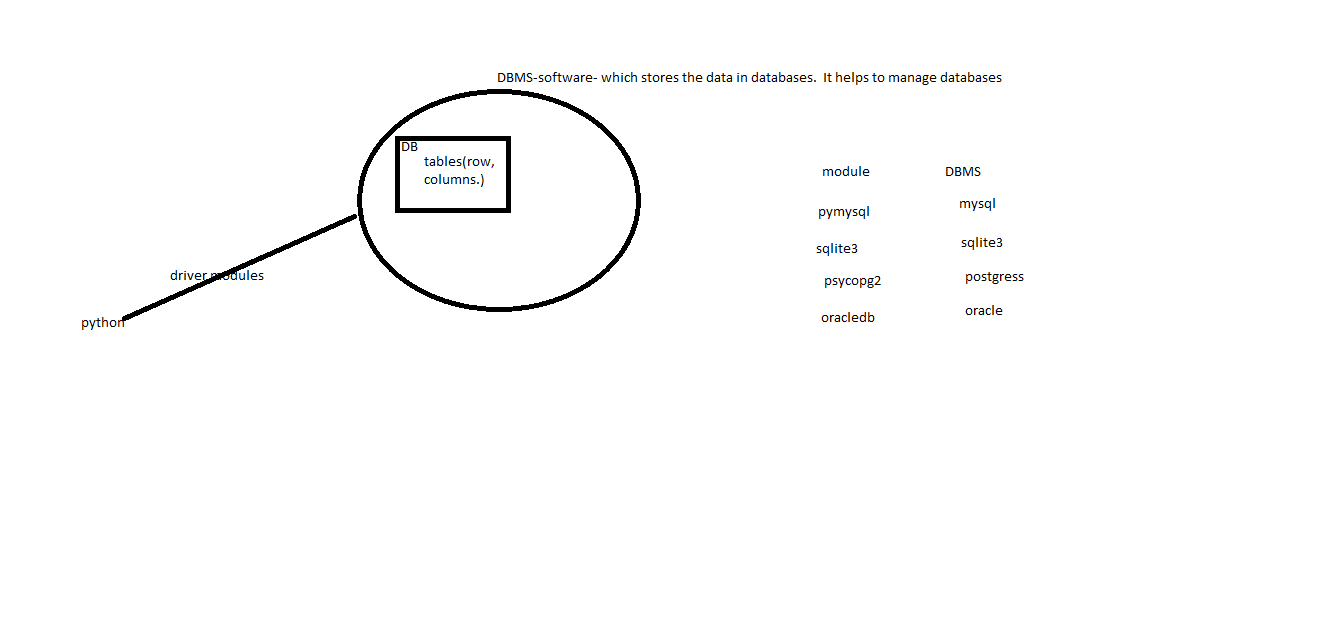 DBMS-software- which stores the data in databases.  It helps to manage databases
DB
tables(row,
columns.)
module DBMS
pymysql mysql
sqlite3 sqlite3
psycopg2 postgress
oracledb oracle
driver modules
python